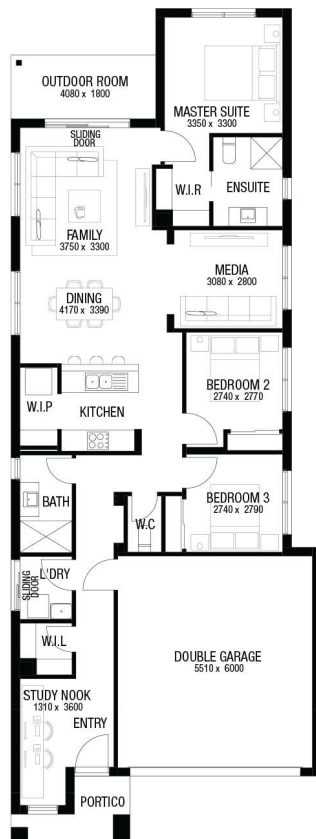 OUTDOOR ROOM
4080 x 1800
MASTER SUITE
3350 x 3300
SLIDING
DOOR
W.I.R
ENSUITE
FAMILY
3750 x 3300
MEDIA
3080 x 2800
DINING
4170 x 3390
W.I.P
KITCHEN
BEDROOM 2
2740 x 2770
BATH
W.C
BEDROOM 3
2740 x 2790
SLIDING
DOOR
L'DRY
W.I.L
DOUBLE GARAGE
5510 x 6000
STUDY NOOK
1310 x 3600
ENTRY
PORTICO